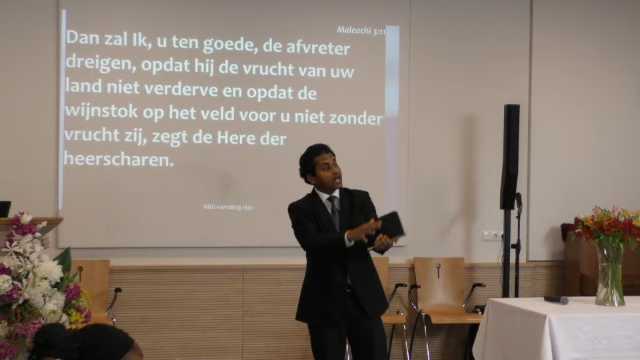 Maleachi 3:11
Dan zal Ik, u ten goede, de afvreter
dreigen, opdat hij de vrucht van uw
land niet verderve en opdat de
wijnstok op het veld voor u niet zonder
vrucht zij, zegt de Here der
heerscharen.
NBG-vertaling 1951